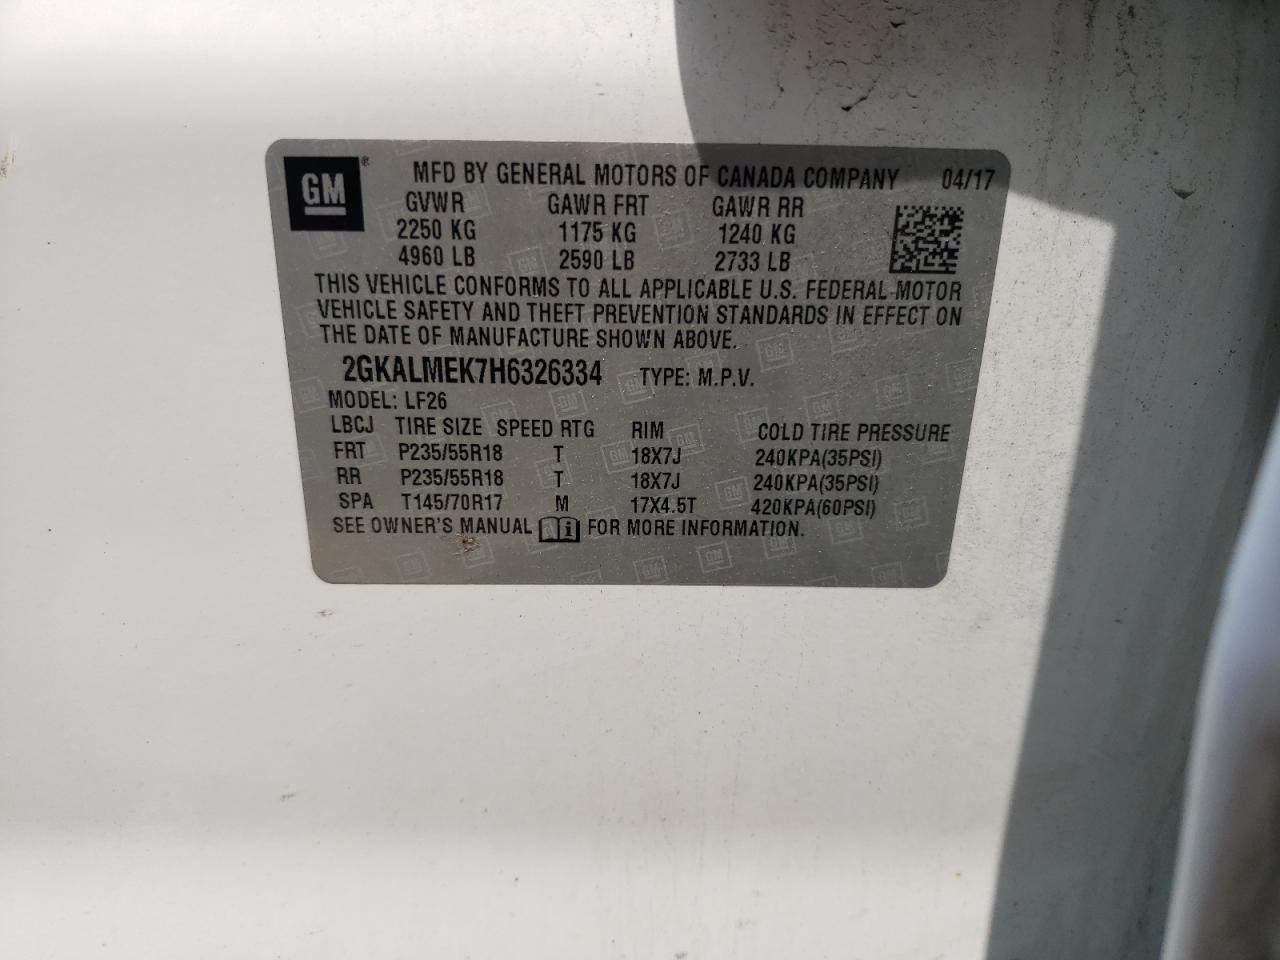 GM ® MFD BY GENERAL MOTORS OF CANADA COMPANY 04/17
GVWR GAWR FRT GAWR RR
2250 KG 1175 KG 1240 KG
4960 LB 2590 LB 2733 LB
THIS VEHICLE CONFORMS TO ALL APPLICABLE U.S. FEDERAL MOTOR
VEHICLE SAFETY AND THEFT PREVENTION STANDARDS IN EFFECT ON
THE DATE OF MANUFACTURE SHOWN ABOVE.
2GKALMEK7H6326334 TYPE: M.P.V.
MODEL: LF26
LBCJ TIRE SIZE SPEED RTG RIM COLD TIRE PRESSURE
FRT P235/55R18 T 18X7J 240KPA(35PSI)
RR P235/55R18 T 18X7J 240KPA(35PSI)
SPA T145/70R17 M 17X4.5T 420KPA(60PSI)
SEE OWNER'S MANUAL FOR MORE INFORMATION.